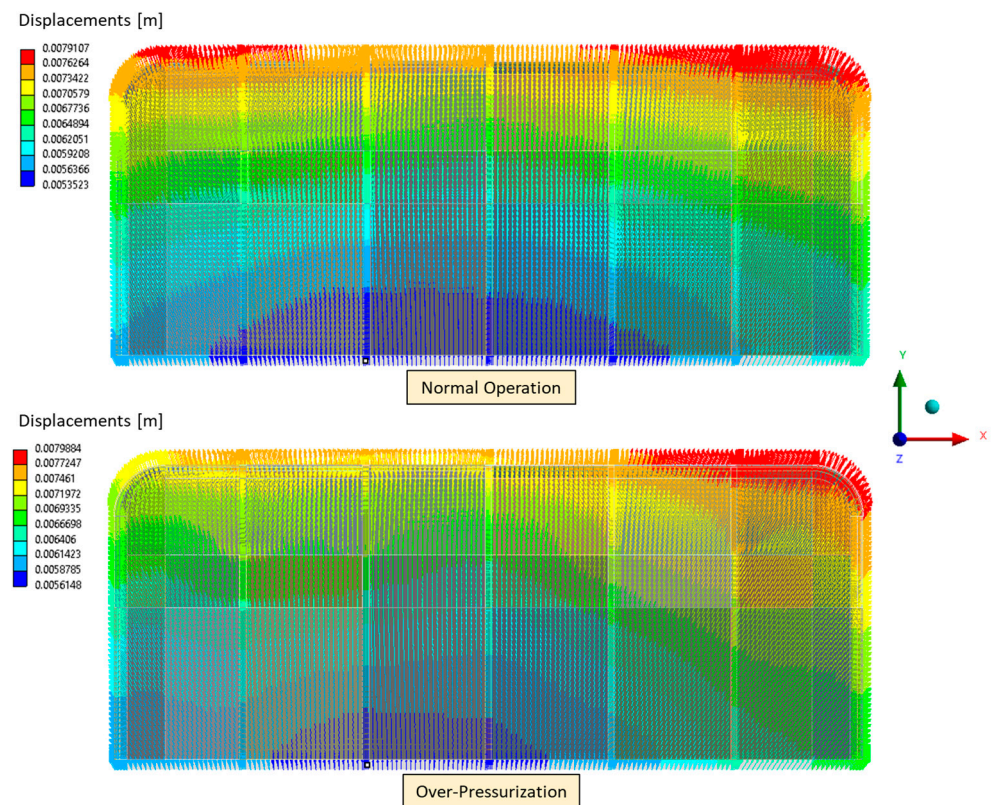 Displacements [m]
0.0079107
0.0076264
0.0073422
0.0070579
0.0067736
0.0064894
0.0062051
0.0059208
0.0056366
0.0053523
Normal Operation
Y
X
Z
Displacements [m]
0.0079884
0.0077247
0.007461
0.0071972
0.0069335
0.0066698
0.006406
0.0061423
0.0058785
0.0056148
Over-Pressurization